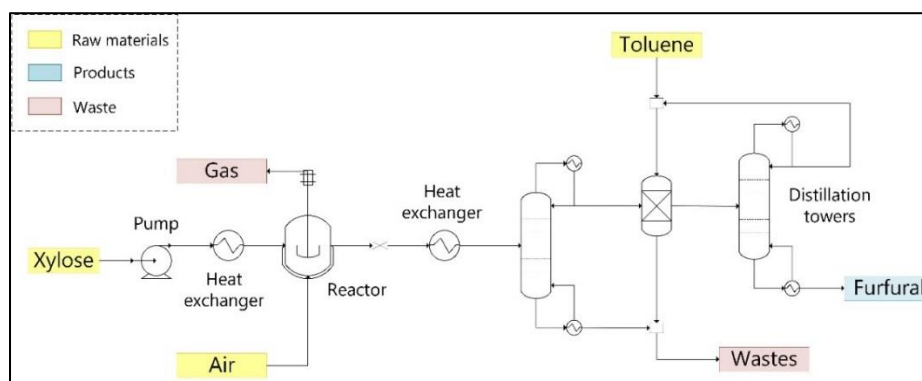 Raw materials
Products
Waste
Toluene
Gas
Heat
exchanger
Distillation
towers
Pump
Xylose
Heat
exchanger
Reactor
Furfural
Air
Wastes